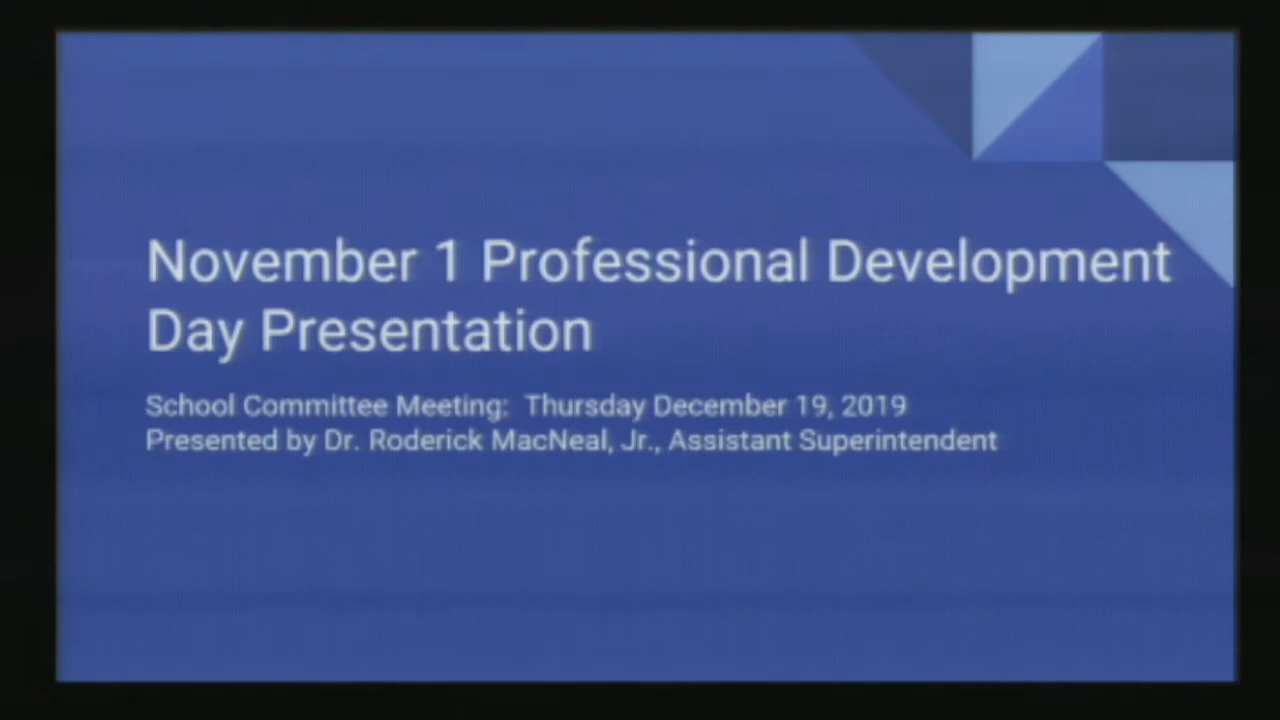 November 1 Professional Development
Day Presentation
School Committee Meeting:  Thursday December 19, 2019
Presented by Dr. Roderick MacNeal, Jr., Assistant Superintendent